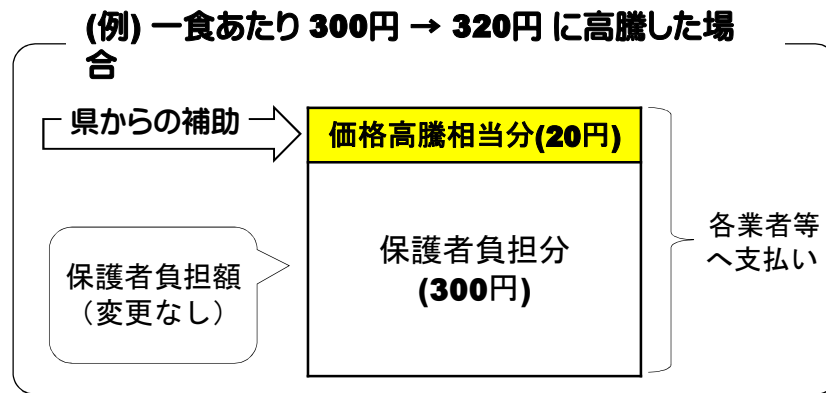 (例) 一食あたり 300円 → 320円 に高騰した場
合
県からの補助
価格高騰相当分(20円)
保護者負担分
(300円)
保護者負担額
（変更なし）
各業者等
へ支払い